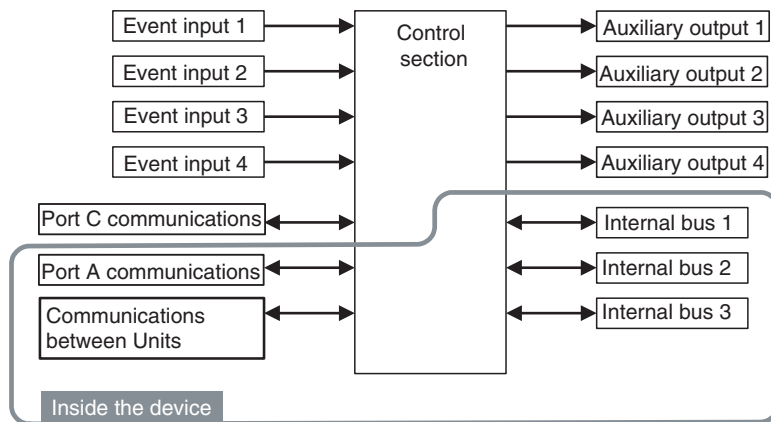 Event input 1
Event input 2
Event input 3
Event input 4
Port C communications
Port A communications
Communications
between Units
Inside the device
Control
section
Auxiliary output 1
Auxiliary output 2
Auxiliary output 3
Auxiliary output 4
Internal bus 1
Internal bus 2
Internal bus 3